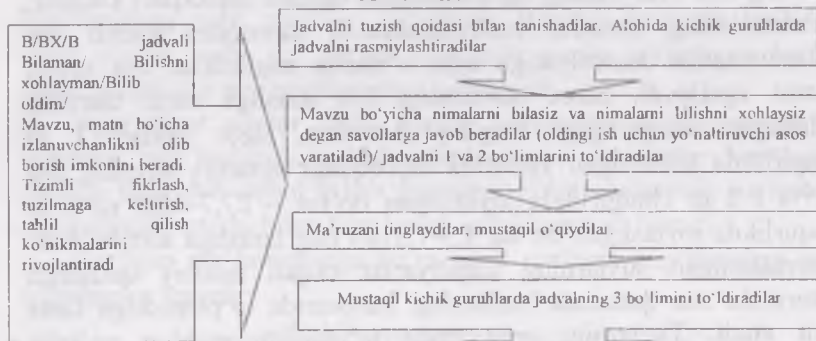 B/BX/B jadvali
Bilaman/ Bilishni
xohlayman/Bilib
oldim/
Mavzu, matn bo'icha
izlanuvchanlikni olib
borish imkonini beradi.
Tizimli fikrlash,
tuzilmaga keltirish,
tahlil qilish
ko'nikmalarini
rivojlantiradi
Jadvalni tuzish qoidasi bilan tanishadilar. Alohida kichik guruhlarda
jadvalni rasmiylashtiradilar
Mavzu bo'yicha nimalarni bilasiz va nimalarni bilishni xohlaysiz
degan savollarga javob beradilar (oldingi ish uchun yo'naltiruvchi asos
varatiladi)/ jadvalni 1 va 2 bo'limlarini to'ldiradilar
Ma'ruzani tinglaydilar, mustaqil o'qiydilar
Mustaqil kichik guruhlarda jadvalning 3 bo'limini to'ldiradilar